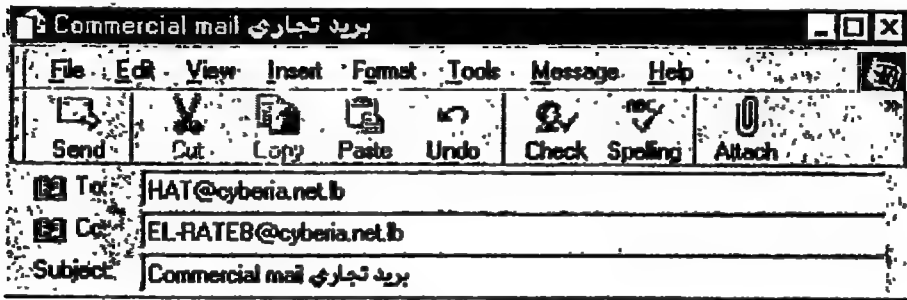 Commercial mail بريد تجاري
File Edit View Insert Format Tools Message Help
Send Cut Copy Paste Undo Check Spelling Attach
To: HAT@cyberia.net.lb
Cc: EL-RATEB@cyberia.net.lb
Subject: Commercial mail بريد تجاري